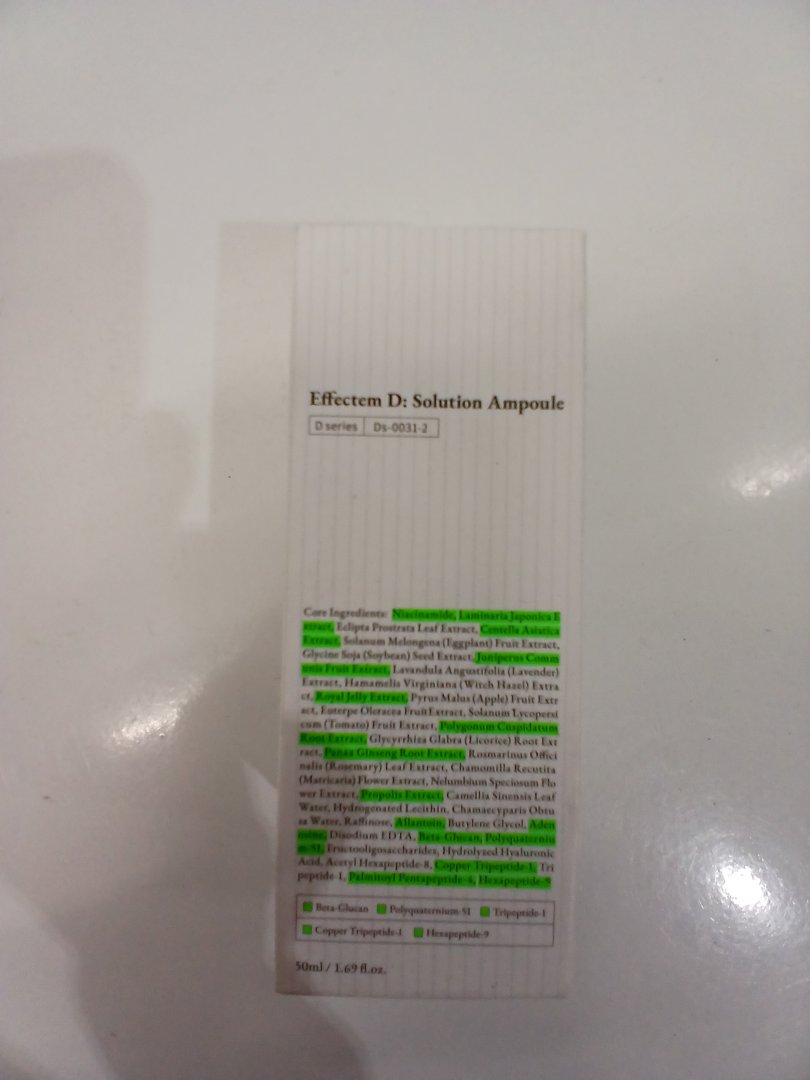 Effectem D: Solution Ampoule
D series Ds-0031-2
Core Ingredients: Niacinamide, Laminaria Japonica E
xtract, Eclipta Prostrata Leaf Extract, Centella Asiatica
Extract, Solanum Melongena (Eggplant) Fruit Extract,
Glycine Soja (Soybean) Seed Extract, Juniperus Comm
unis Fruit Extract, Lavandula Angustifolia (Lavender)
Extract, Hamamelis Virginiana (Witch Hazel) Extra
ct, Royal Jelly Extract, Pyrus Malus (Apple) Fruit Extr
act, Euterpe Oleracea FruitExtract, Solanum Lycopersi
cum (Tomato) Fruit Extract, Polygonum Cuspidatum
Root Extract, Glycyrrhiza Glabra (Licorice) Root Ext
ract, Panax Ginseng Root Extract, Rosmarinus Offici
nalis (Rosemary) Leaf Extract, Chamomilla Recutita
(Matricaria) Flower Extract, Nelumbium Speciosum Flo
wer Extract, Propolis Extract, Camellia Sinensis Leaf
Water, Hydrogenated Lecithin, Chamaecyparis Obtu
sa Water, Raffinose, Allantoin, Butylene Glycol, Aden
osine, Disodium EDTA, Beta-Glucan, Polyquaterniu
m-51, Fructooligosaccharides, Hydrolyzed Hyaluronic
Acid, Acetyl Hexapeptide-8, Copper Tripeptide-1, Tri
peptide-1, Palmitoyl Pentapeptide-4, Hexapeptide-9
Beta-Glucan Polyquaternium-51 Tripeptide-1
Copper Tripeptide-1 Hexapeptide-9
50ml / 1.69 fl.oz.